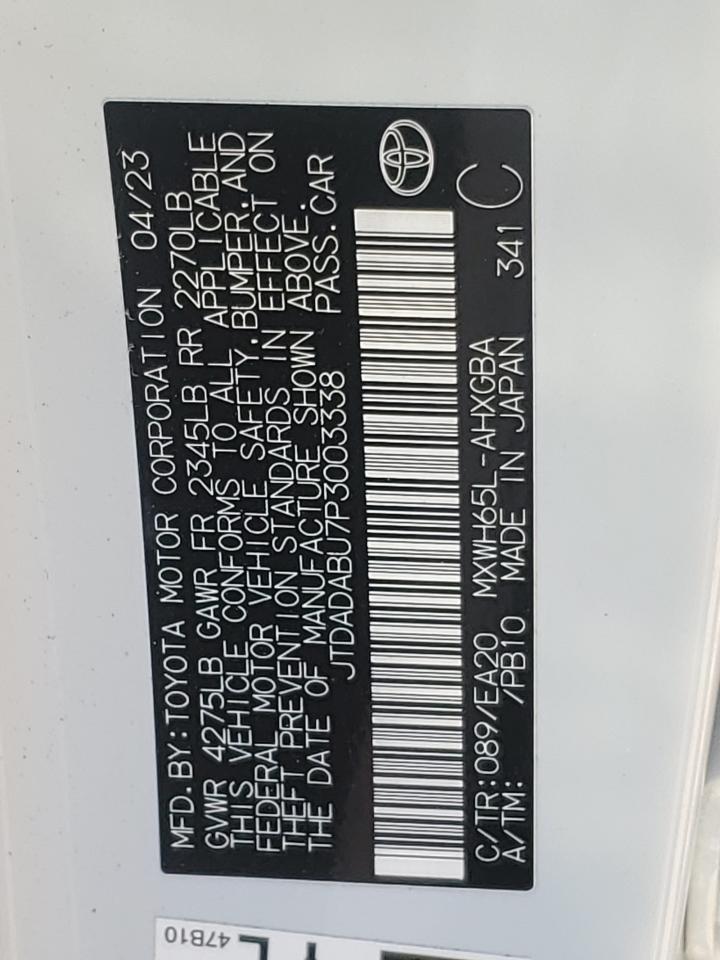 MFD.BY:TOYOTA MOTOR CORPORATION 04/23
GVWR 4275LB GAWR FR 2345LB RR 2270LB
THIS VEHICLE CONFORMS TO ALL APPLICABLE
FEDERAL MOTOR VEHICLE SAFETY,BUMPER,AND
THEFT PREVENTION STANDARDS IN EFFECT ON
THE DATE OF MANUFACTURE SHOWN ABOVE.
JTDADABU7P3003338 PASS.CAR
C/TR:089/EA20 MXWH65L-AHXGBA
A/TM: /PB10 MADE IN JAPAN 341 C
47B10